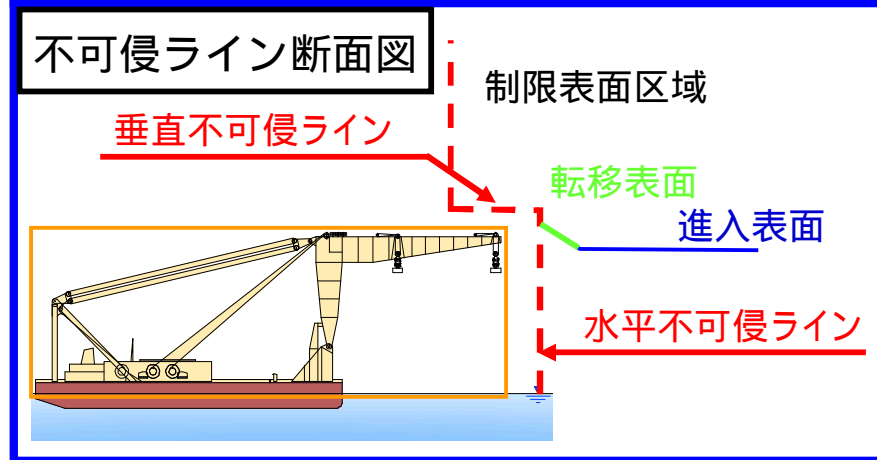 不可侵ライン断面図
制限表面区域
垂直不可侵ライン
転移表面
進入表面
水平不可侵ライン